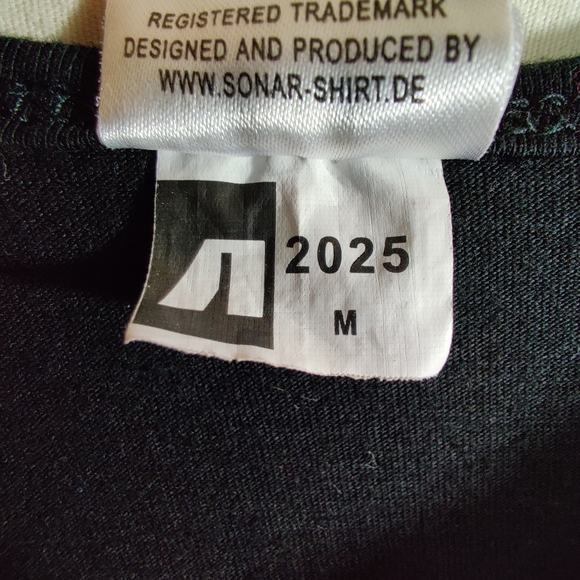 REGISTERED TRADEMARK
DESIGNED AND PRODUCED BY
WWW.SONAR-SHIRT.DE
2025
M